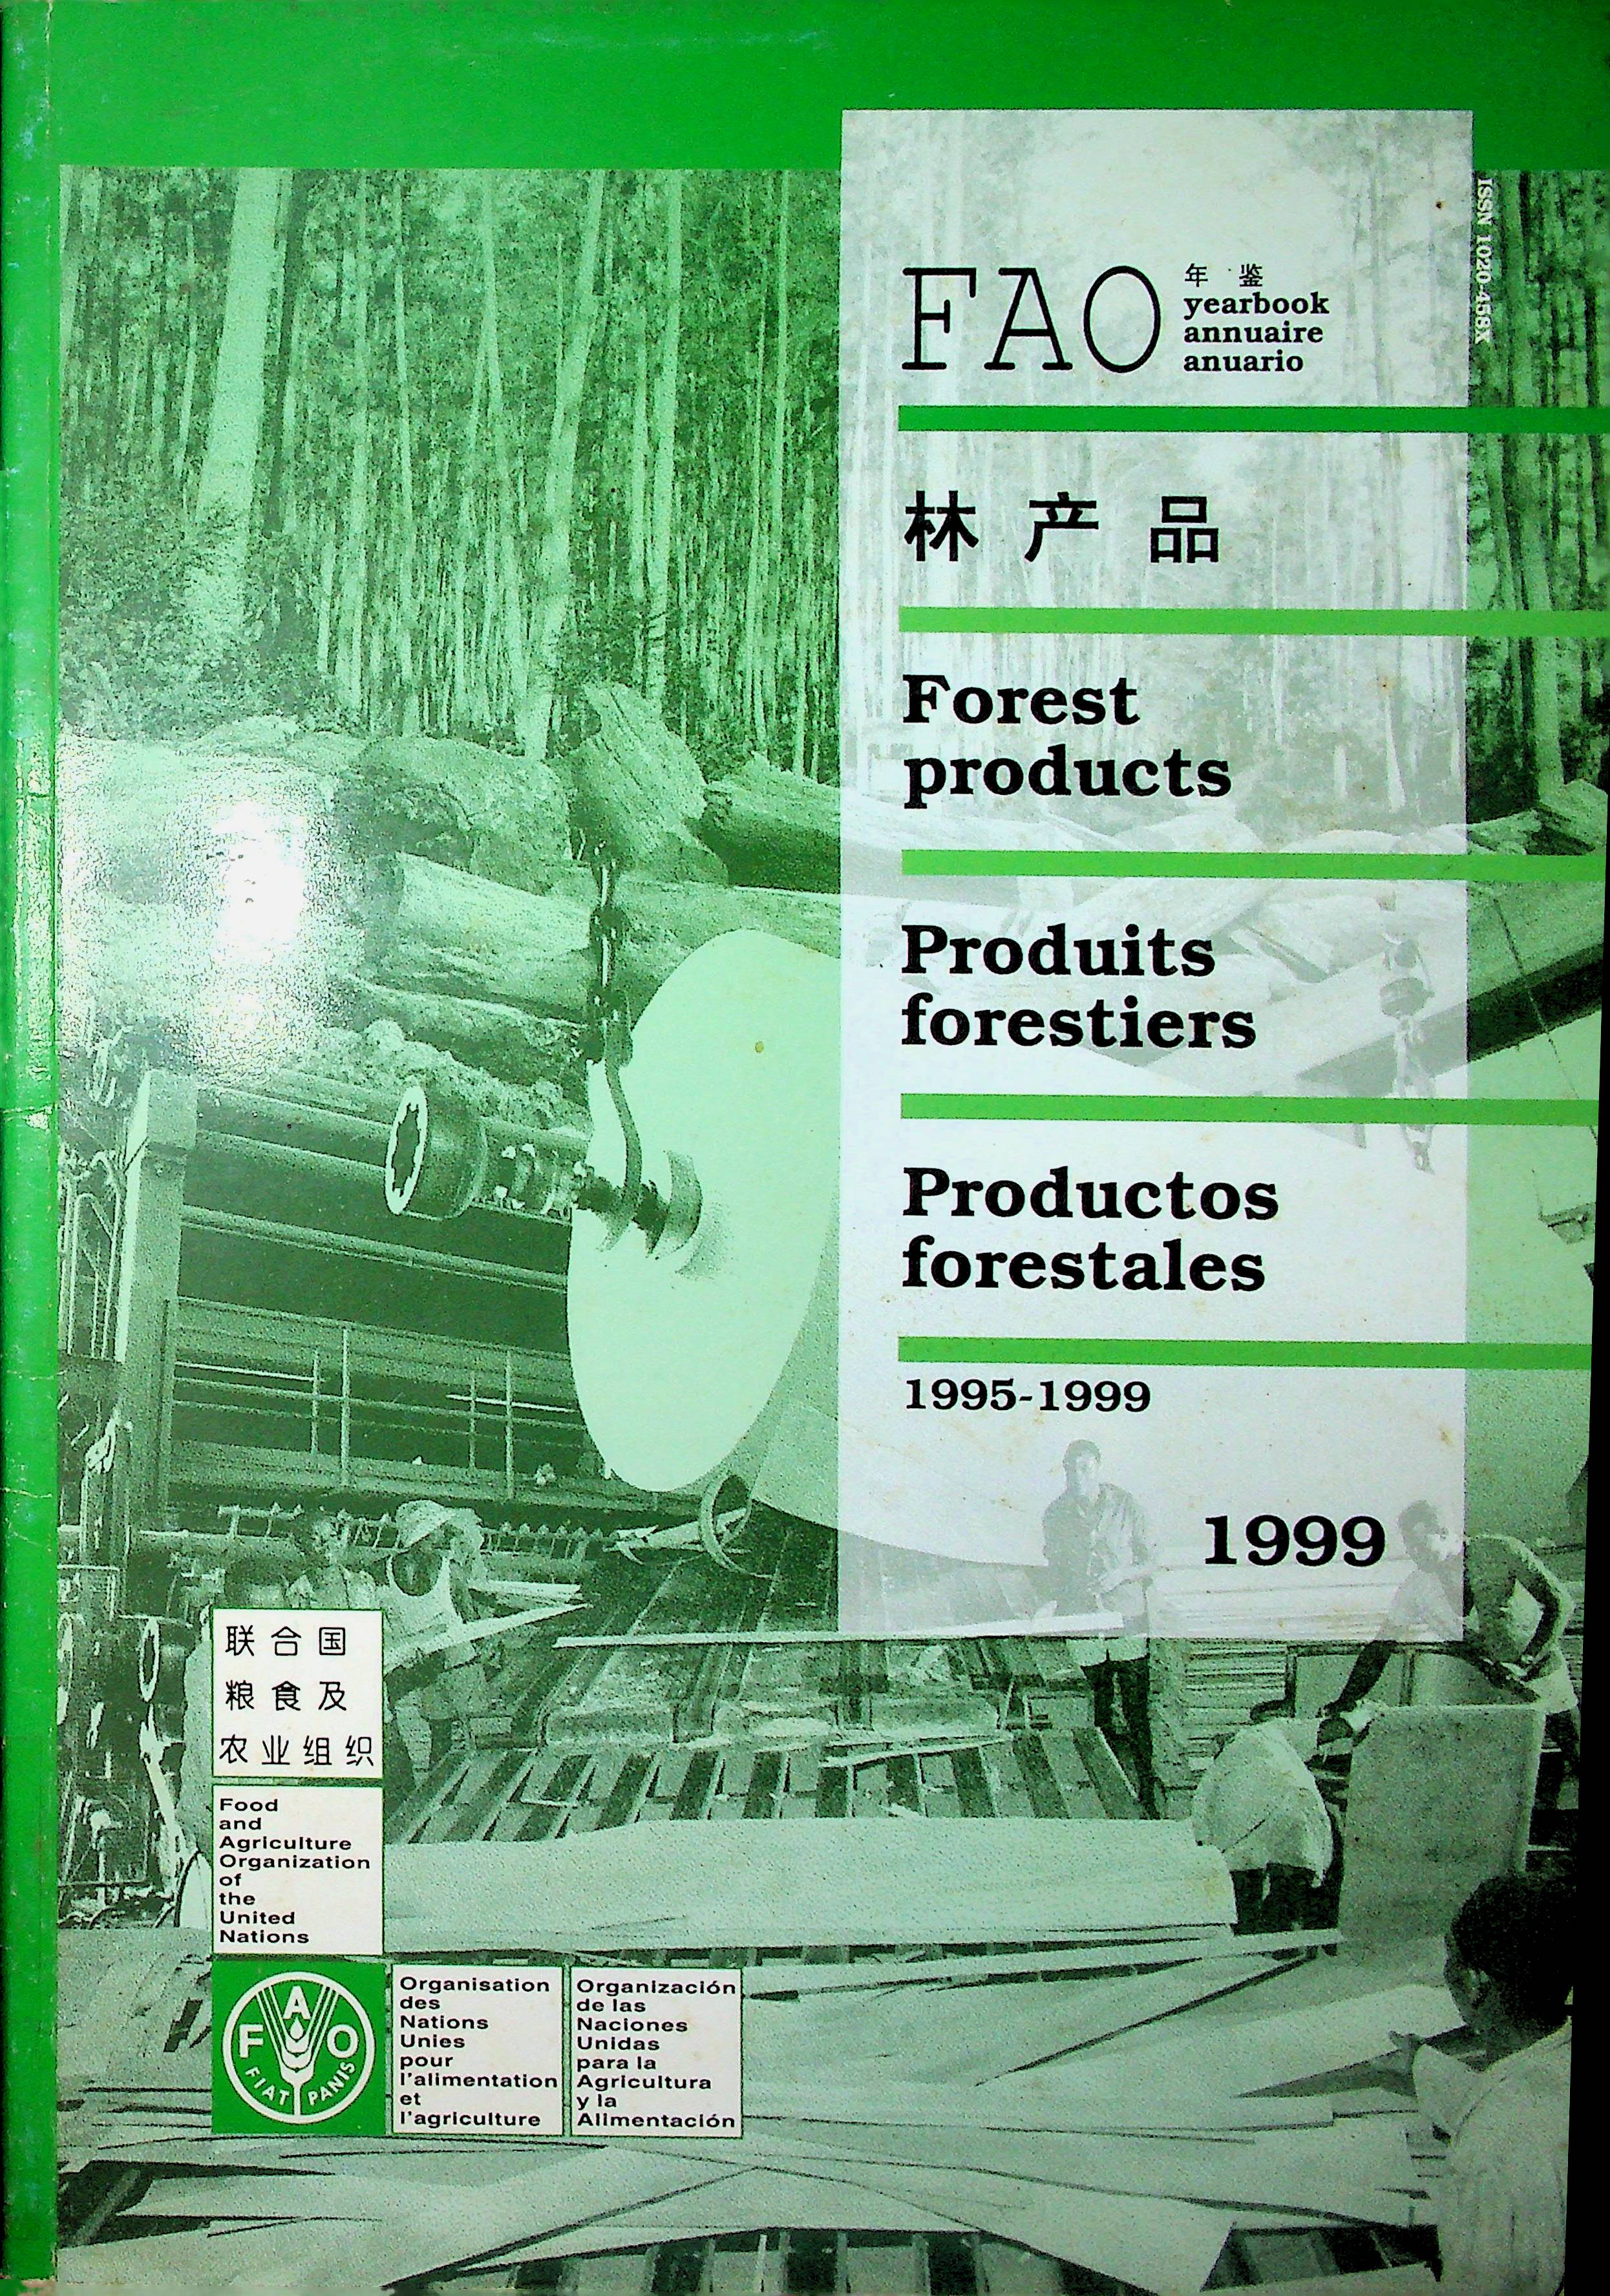 ISSN 1020-458X
FAO
年 鉴
yearbook
annuaire
anuario
林 产 品
Forest
products
Produits
forestiers
Productos
forestales
1995-1999
1999
联 合 国
粮 食 及
农 业 组 织
Food
and
Agriculture
Organization
of
the
United
Nations
F A O
FIAT PANIS
Organisation
des
Nations
Unies
pour
l'alimentation
et
l'agriculture
Organización
de las
Naciones
Unidas
para la
Agricultura
y la
Alimentación